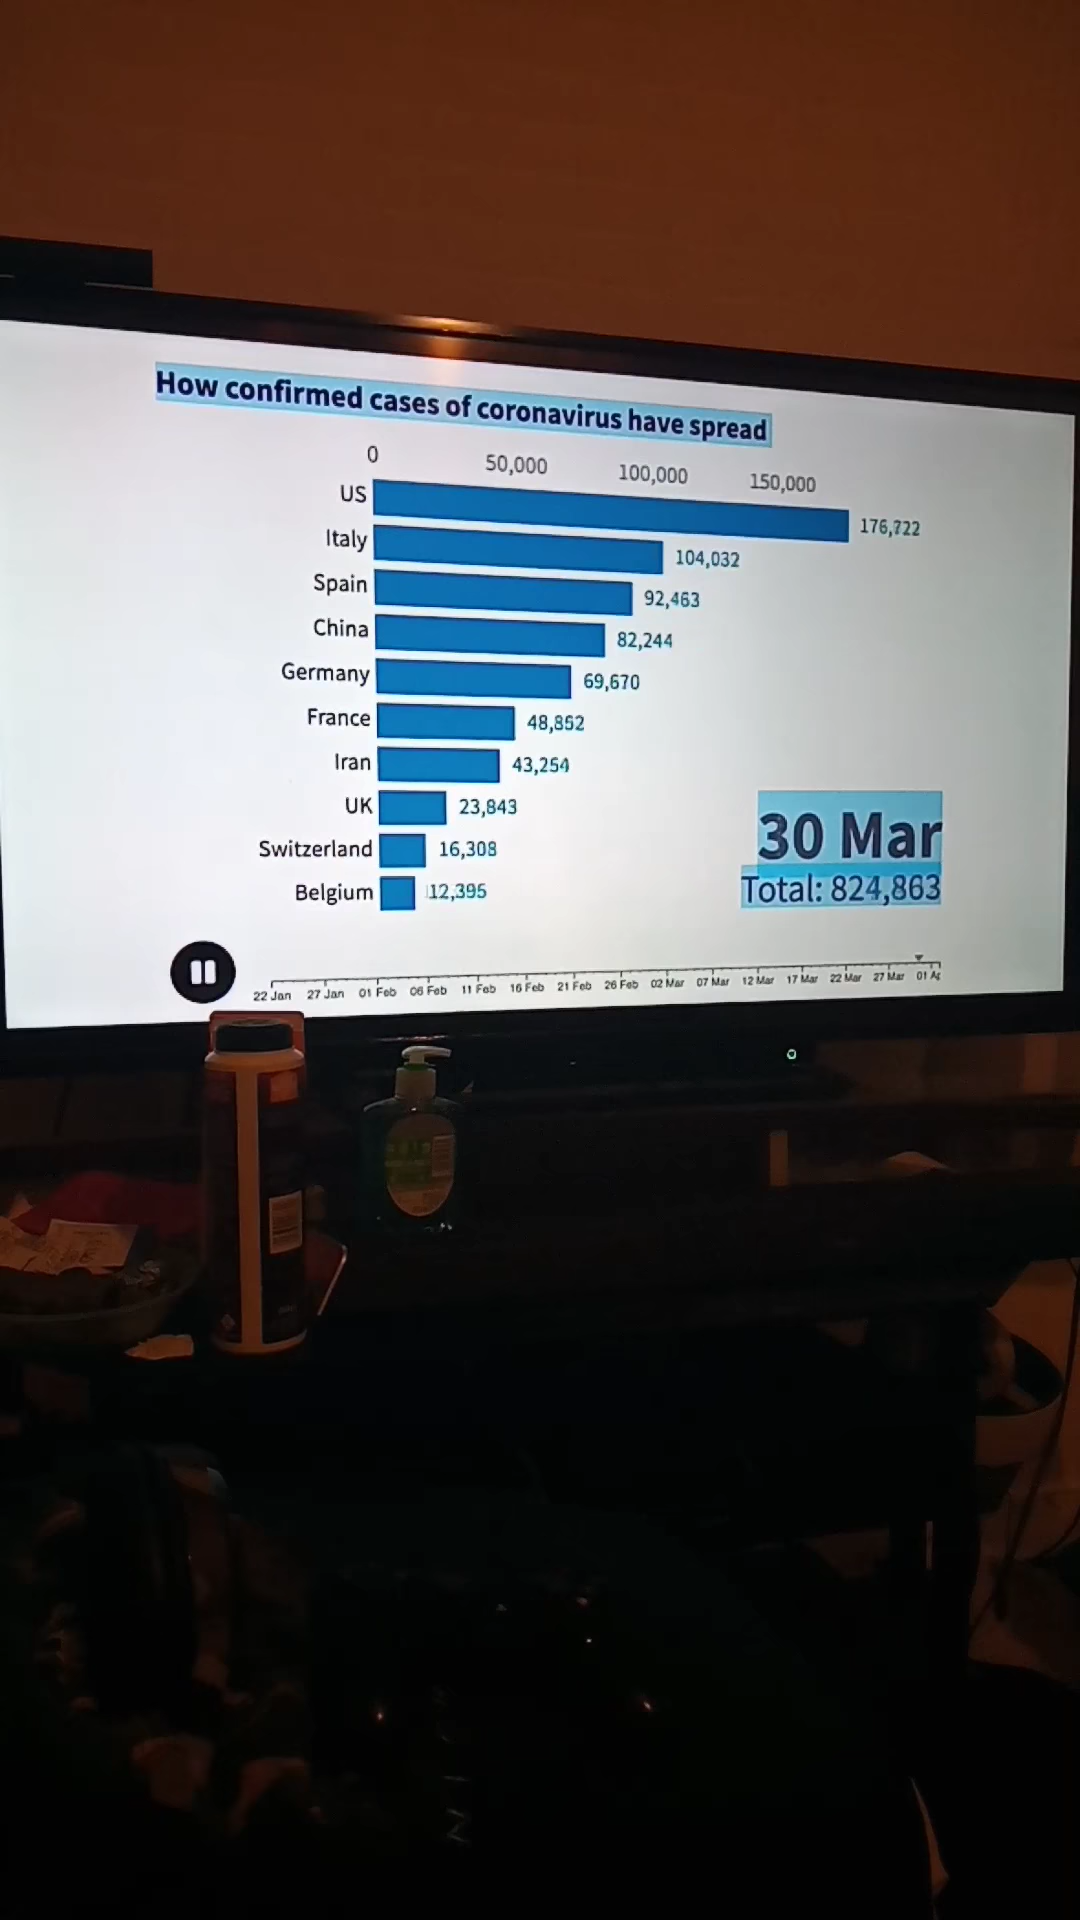 How confirmed cases of coronavirus have spread
0 50,000 100,000 150,000
US 176,722
Italy 104,032
Spain 92,463
China 82,244
Germany 69,670
France 48,852
Iran 43,254
UK 23,843
Switzerland 16,308
Belgium 12,395
30 Mar
Total: 824,863
22 Jan 27 Jan 01 Feb 06 Feb 11 Feb 16 Feb 21 Feb 26 Feb 02 Mar 07 Mar 12 Mar 17 Mar 22 Mar 27 Mar 01 A